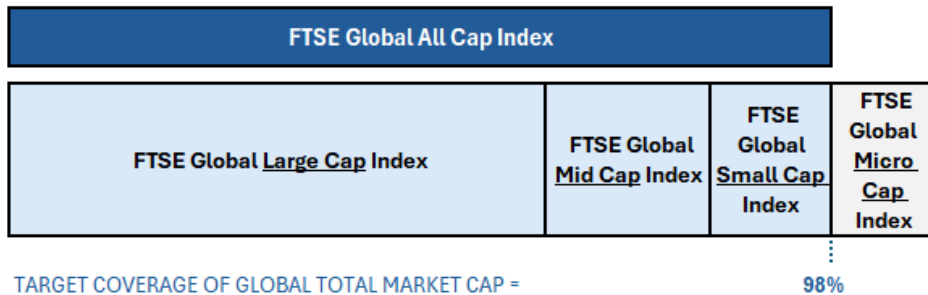 FTSE Global All Cap Index
FTSE Global Large Cap Index
FTSE Global
Mid Cap Index
FTSE
Global
Small Cap
Index
FTSE
Global
Micro
Cap
Index
TARGET COVERAGE OF GLOBAL TOTAL MARKET CAP =
98%